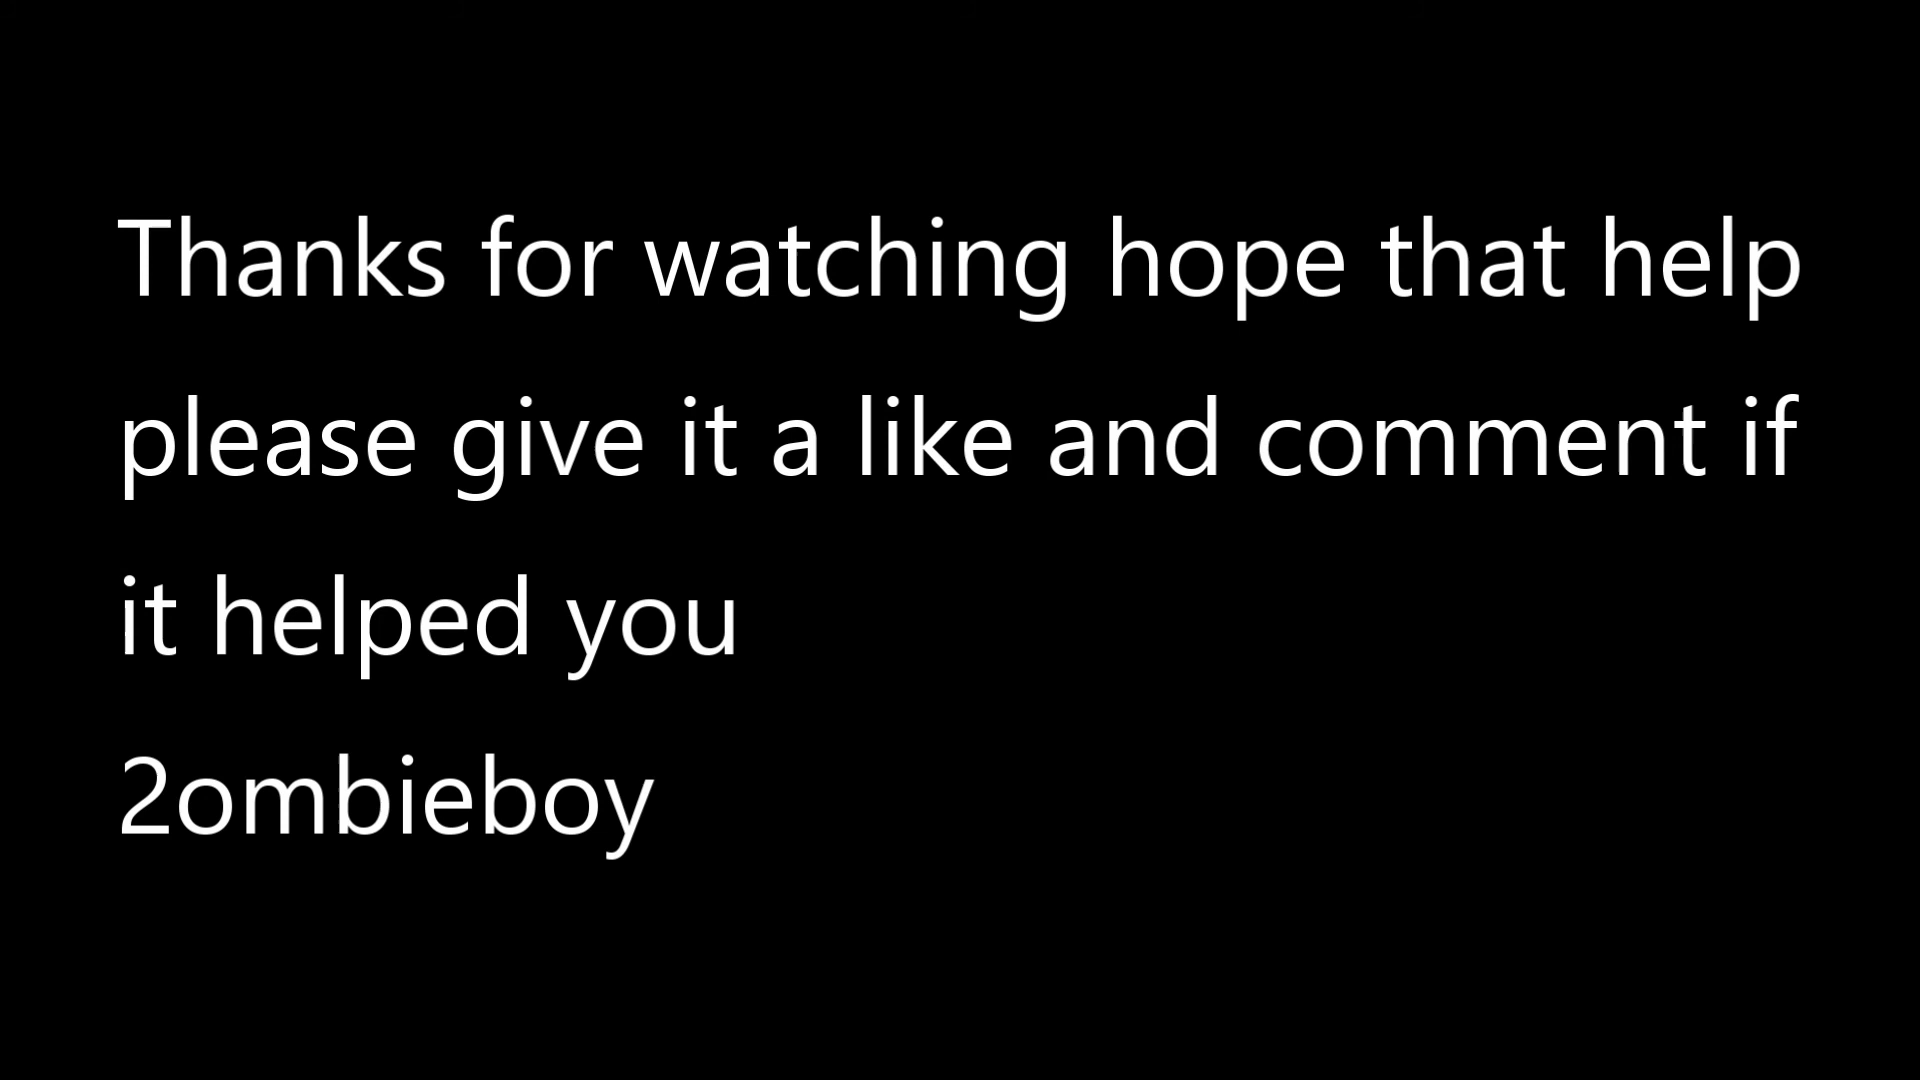 Thanks for watching hope that help
please give it a like and comment if
it helped you
2ombieboy